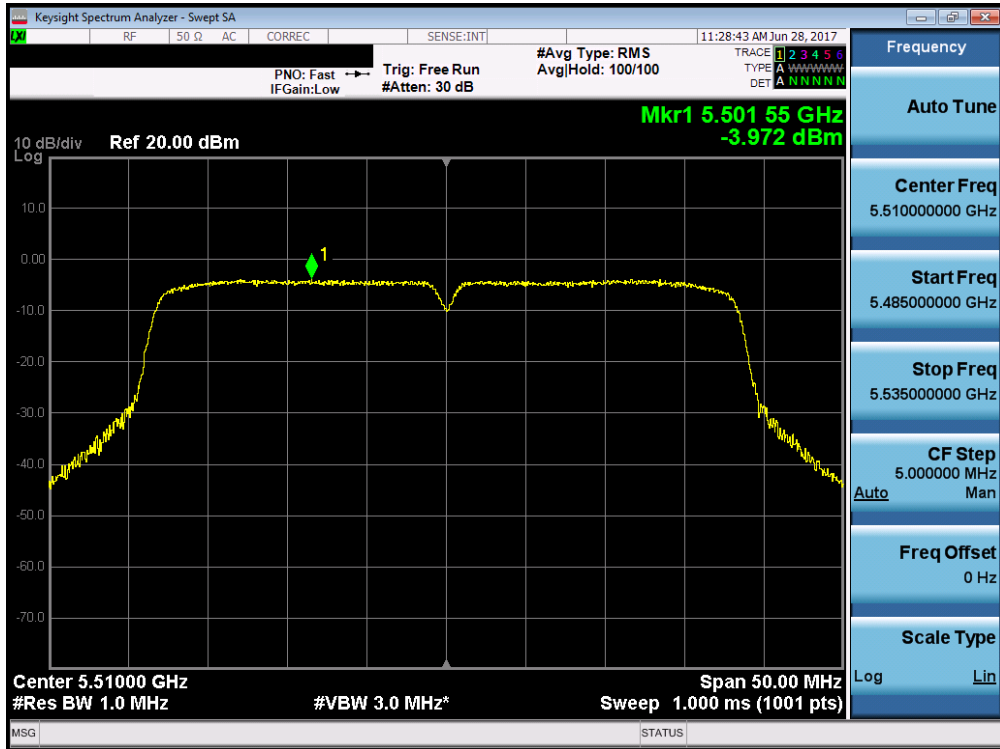 Keysight Spectrum Analyzer - Swept SA
LXI RF 50 Ω AC CORREC SENSE:INT 11:28:43 AM Jun 28, 2017
PNO: Fast
IFGain:Low
Trig: Free Run
#Atten: 30 dB
#Avg Type: RMS
Avg|Hold: 100/100
TRACE 1 2 3 4 5 6
TYPE A WWWWW
DET A N N N N N
Mkr1 5.501 55 GHz
-3.972 dBm
10 dB/div Ref 20.00 dBm
Log
10.0
0.00
-10.0
-20.0
-30.0
-40.0
-50.0
-60.0
-70.0
1
Center 5.51000 GHz
Span 50.00 MHz
#Res BW 1.0 MHz
#VBW 3.0 MHz*
Sweep 1.000 ms (1001 pts)
MSG
STATUS
Frequency
Auto Tune
Center Freq
5.510000000 GHz
Start Freq
5.485000000 GHz
Stop Freq
5.535000000 GHz
CF Step
5.000000 MHz
Auto Man
Freq Offset
0 Hz
Scale Type
Log Lin